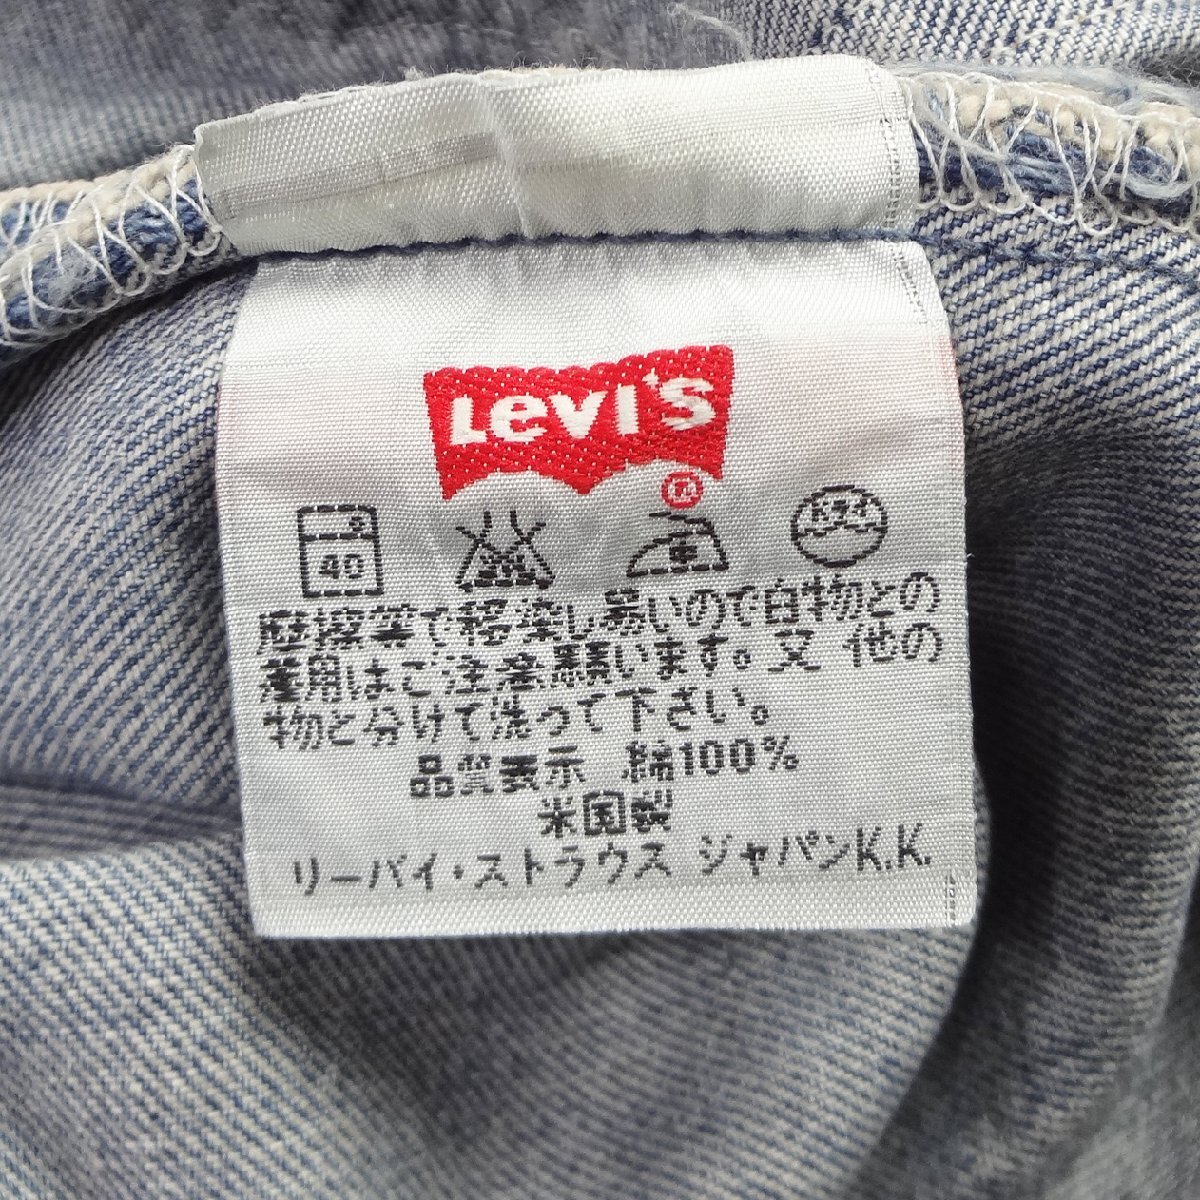 Levi's
®
40
摩擦等で移染し易いので白物との
着用はご注意願います。又 他の
物と分けて洗って下さい。
品質表示 綿100%
米国製
リーバイ・ストラウス ジャパンK.K.